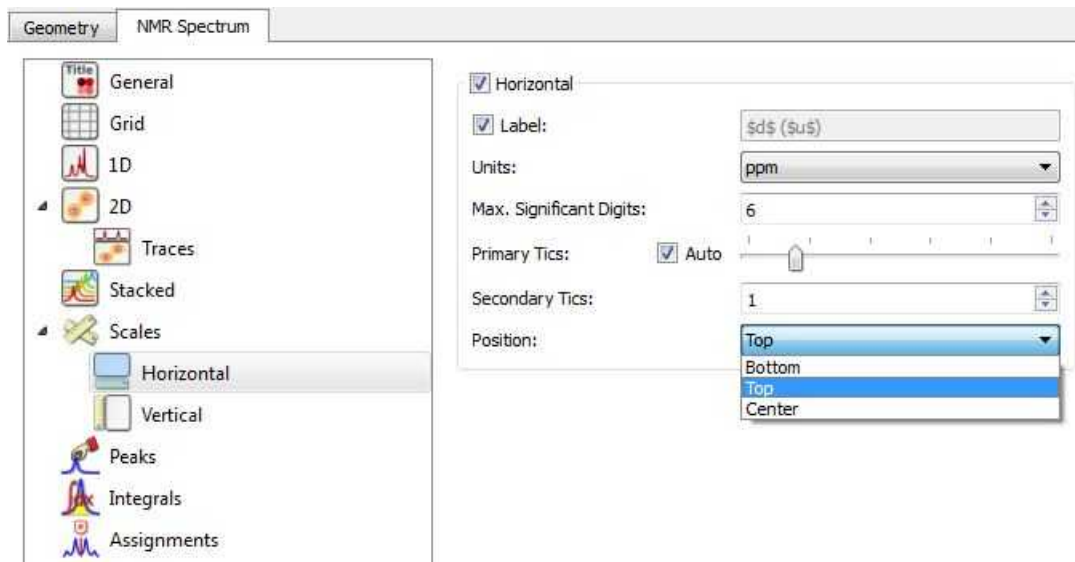 Geometry
NMR Spectrum
Title
General
Grid
1D
2D
Traces
Stacked
Scales
Horizontal
Vertical
Peaks
Integrals
Assignments
Horizontal
Label: $d$ ($u$)
Units: ppm
Max. Significant Digits: 6
Primary Tics: Auto
Secondary Tics: 1
Position: Top
Bottom
Top
Center